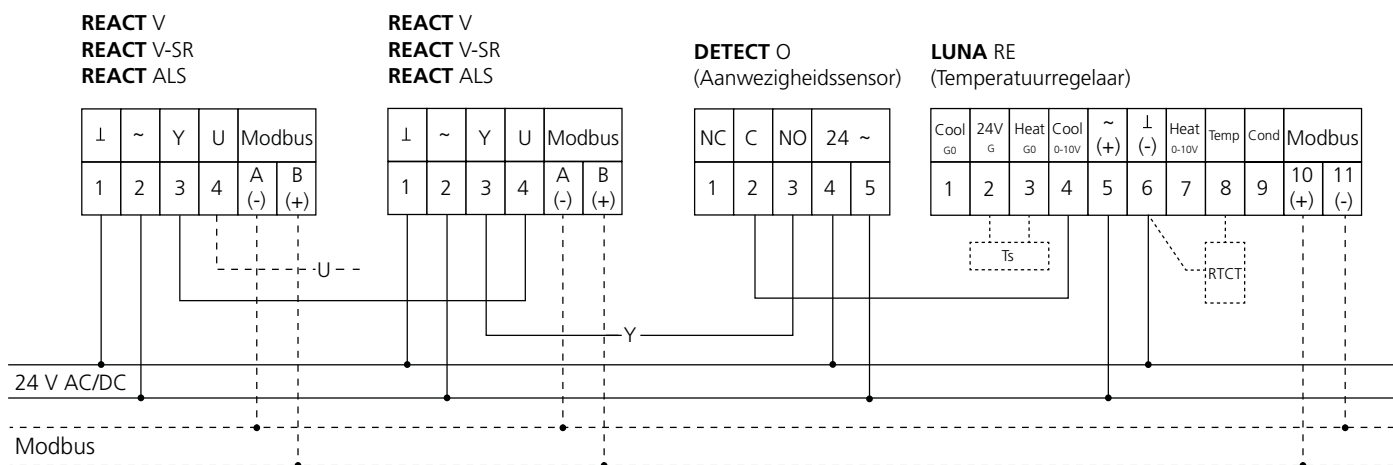 REACT V
REACT V-SR
REACT ALS
REACT V
REACT V-SR
REACT ALS
DETECT O
(Aanwezigheidssensor)
LUNA RE
(Temperatuurregelaar)
⊥ ~ Y U Modbus
1 2 3 4 A (-) B (+)
⊥ ~ Y U Modbus
1 2 3 4 A (-) B (+)
NC C NO 24 ~
1 2 3 4 5
Cool G0 24V G Heat G0 Cool 0-10V ~ (+) ⊥ (-) Heat 0-10V Temp Cond Modbus
1 2 3 4 5 6 7 8 9 10 (+) 11 (-)
Ts
U
RTCT
Y
24 V AC/DC
Modbus